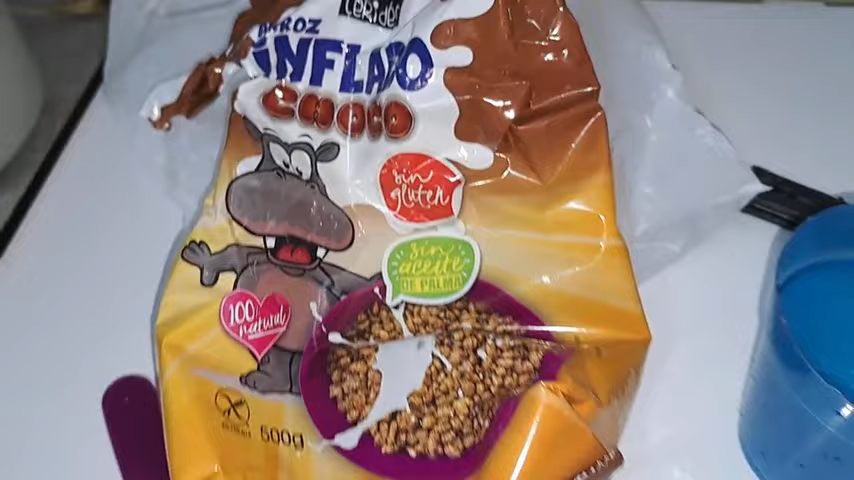 ARROZ
INFLADO
CHOCO
sin
gluten
sin
aceite
DE PALMA
100%
natural
500g